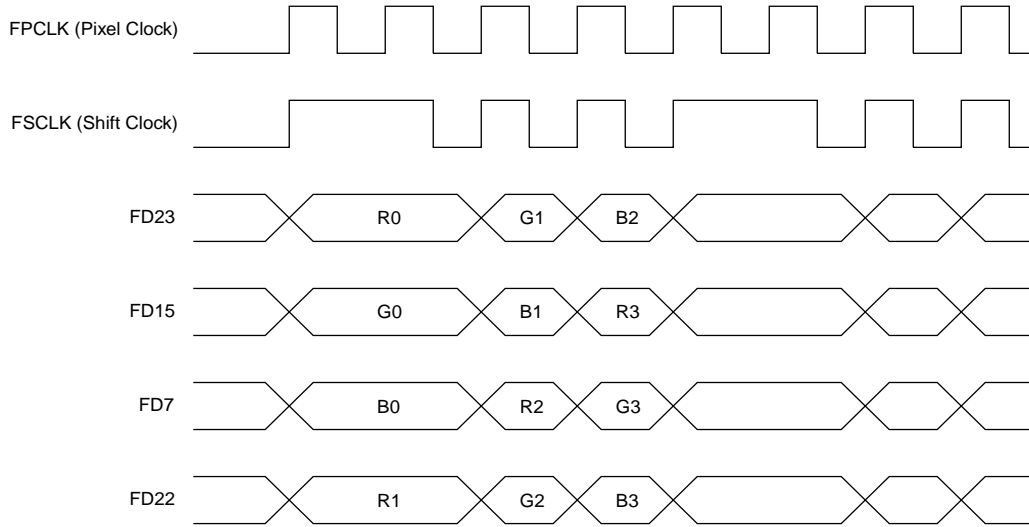 FPCLK (Pixel Clock)
FSCLK (Shift Clock)
FD23 R0 G1 B2
FD15 G0 B1 R3
FD7 B0 R2 G3
FD22 R1 G2 B3